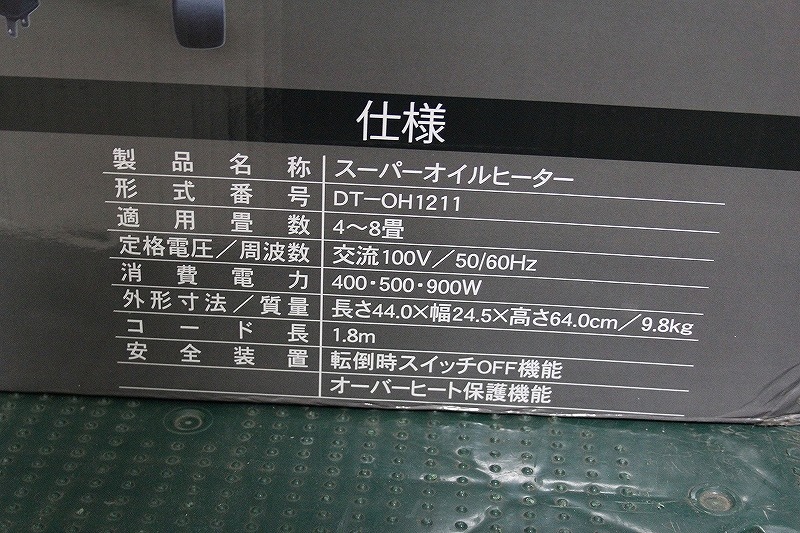 仕様
製品名称 スーパーオイルヒーター
形式番号 DT-OH1211
適用畳数 4～8畳
定格電圧／周波数 交流100V／50/60Hz
消費電力 400・500・900W
外形寸法／質量 長さ44.0×幅24.5×高さ64.0cm／9.8kg
コード長 1.8m
安全装置 転倒時スイッチOFF機能
オーバーヒート保護機能